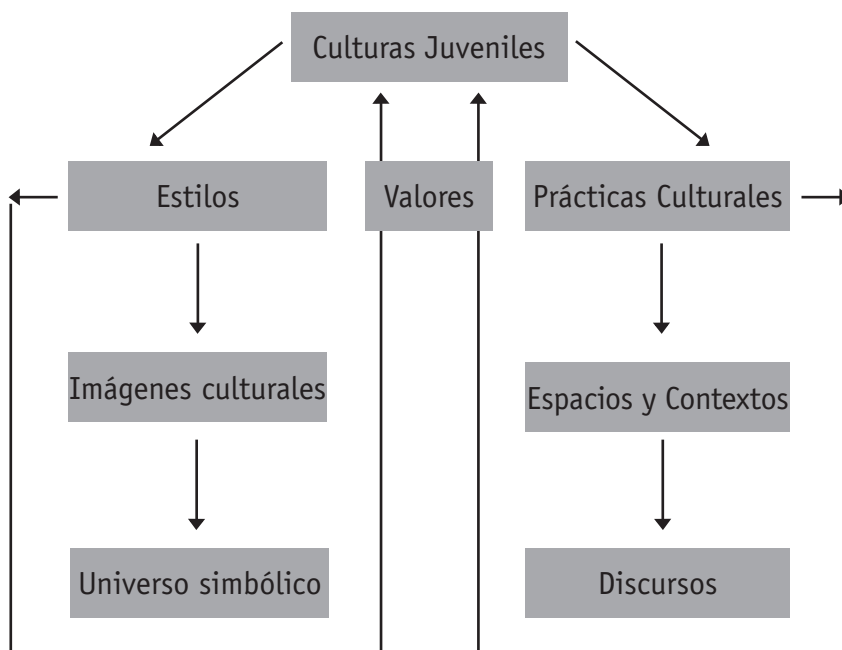 Culturas Juveniles
Estilos
Valores
Prácticas Culturales
Imágenes culturales
Espacios y Contextos
Universo simbólico
Discursos